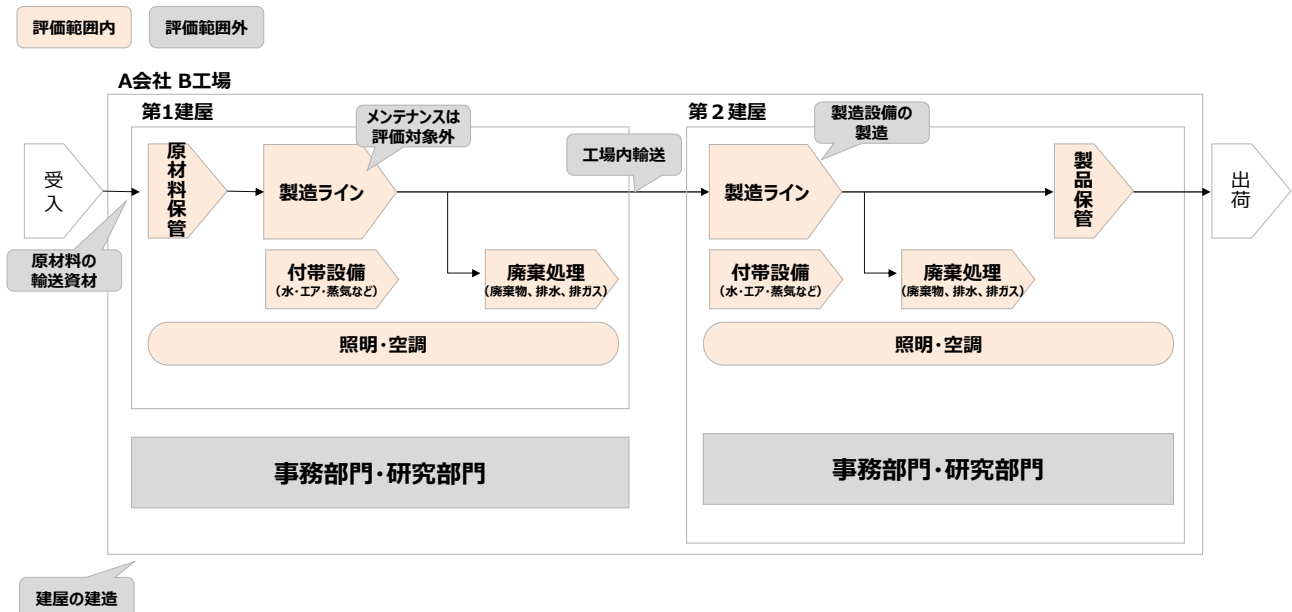 評価範囲内
評価範囲外
A会社 B工場
第1建屋
メンテナンスは
評価対象外
第２建屋
製造設備の
製造
受入
原材料保管
製造ライン
工場内輸送
製造ライン
製品保管
出荷
原材料の
輸送資材
付帯設備
(水・エア・蒸気など)
廃棄処理
(廃棄物、排水、排ガス)
付帯設備
(水・エア・蒸気など)
廃棄処理
(廃棄物、排水、排ガス)
照明・空調
照明・空調
事務部門・研究部門
事務部門・研究部門
建屋の建造